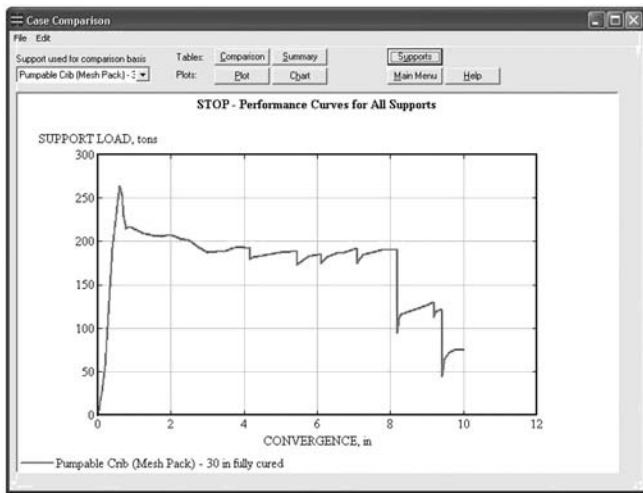 Case Comparison
File Edit
Support used for comparison basis
Pumpable Crib (Mesh Pack) - 3
Tables: Comparison Summary Supports
Plots: Plot Chart Main Menu Help
STOP - Performance Curves for All Supports
SUPPORT LOAD, tons
300
250
200
150
100
50
0
0 2 4 6 8 10 12
CONVERGENCE, in
Pumpable Crib (Mesh Pack) - 30 in fully cured